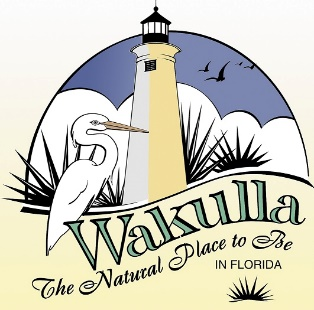 Wakulla
The Natural Place to Be
IN FLORIDA